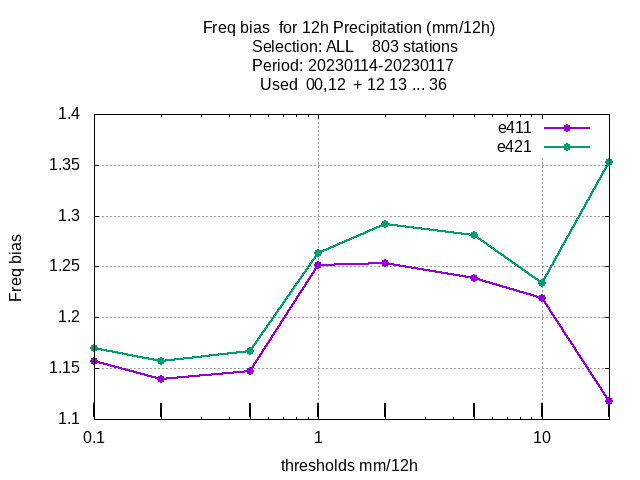 Freq bias  for 12h Precipitation (mm/12h)
Selection: ALL    803 stations
Period: 20230114-20230117
Used  00,12  + 12 13 ... 36
1.4
e411
e421
1.35
1.3
Freq bias
1.25
1.2
1.15
1.1
0.1
1
10
thresholds mm/12h